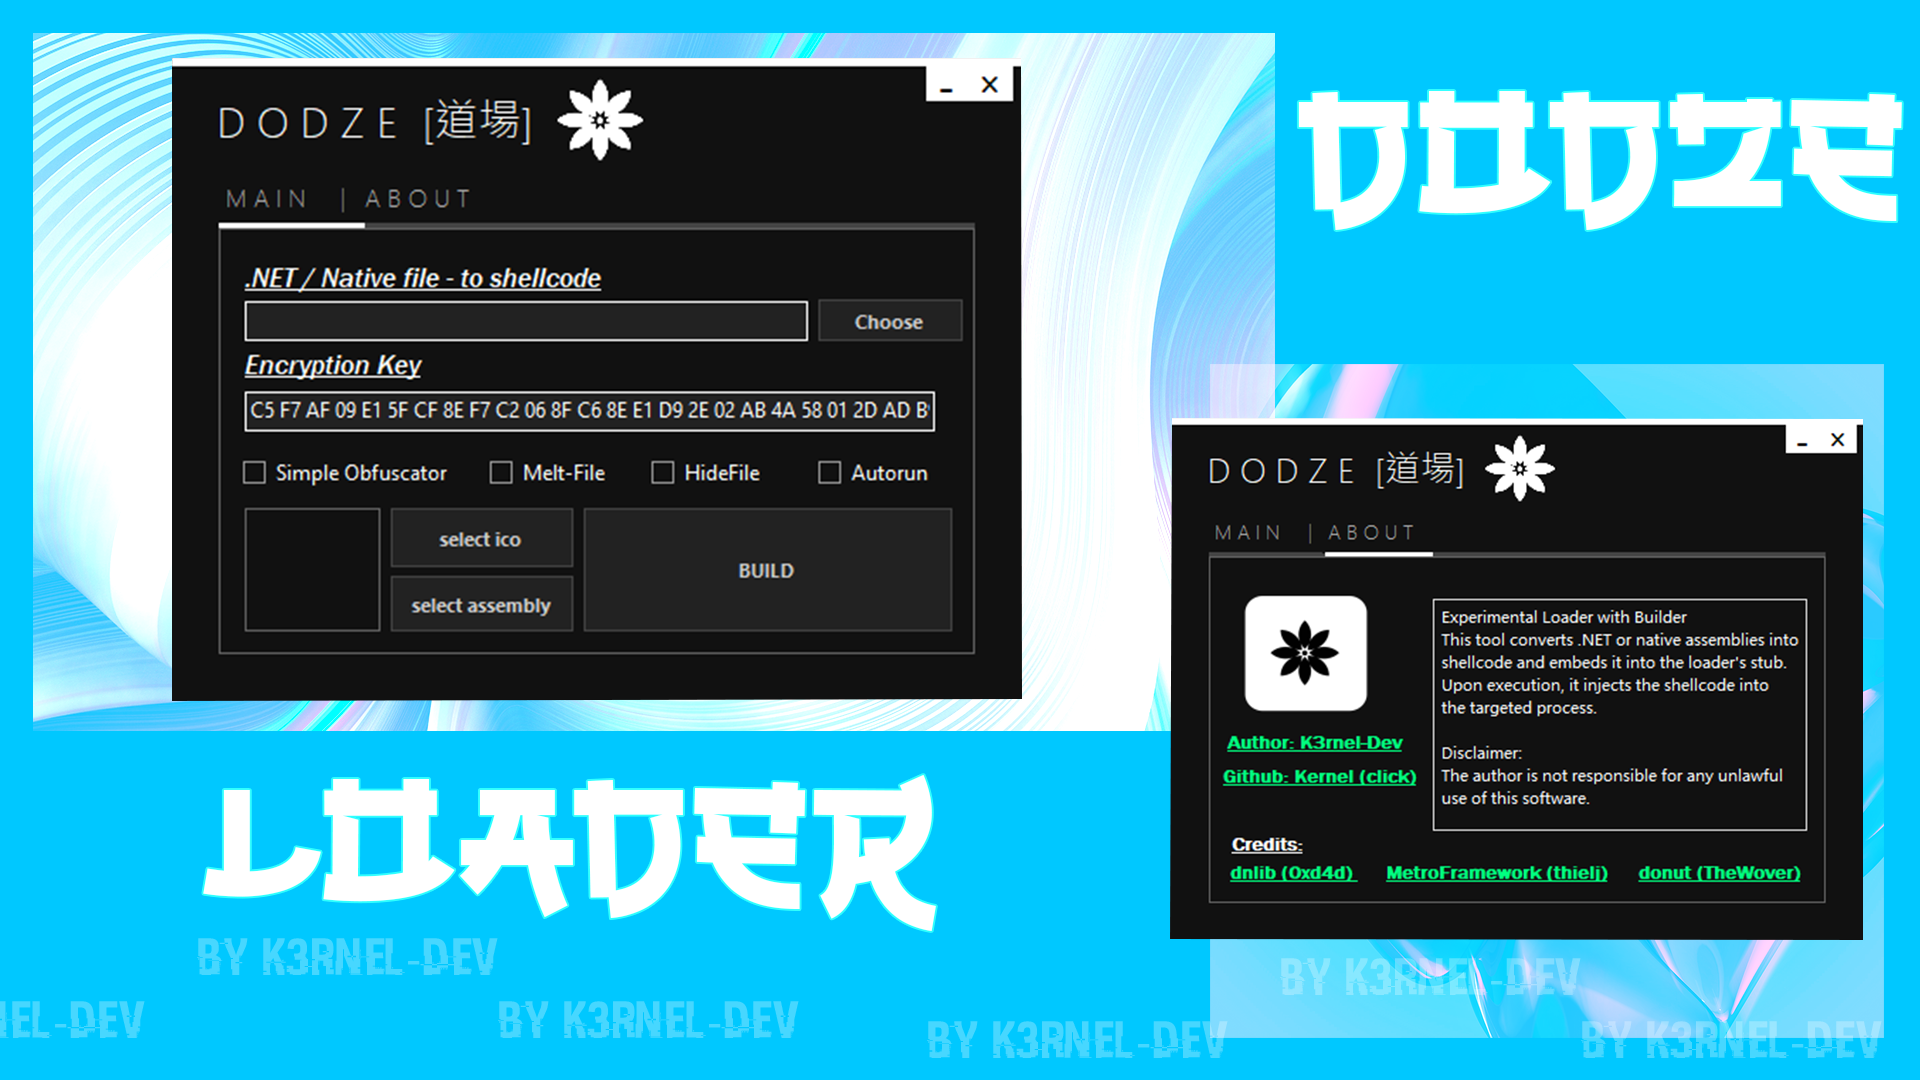 DODZE [道場]
MAIN | ABOUT
.NET / Native file - to shellcode
Choose
Encryption Key
C5 F7 AF 09 E1 5F CF 8E F7 C2 06 8F C6 8E E1 D9 2E 02 AB 4A 58 01 2D AD
Simple Obfuscator Melt-File HideFile Autorun
select ico
select assembly
BUILD
DODZE
DODZE [道場]
MAIN | ABOUT
Experimental Loader with Builder
This tool converts .NET or native assemblies into
shellcode and embeds it into the loader's stub.
Upon execution, it injects the shellcode into
the targeted process.
Disclaimer:
The author is not responsible for any unlawful
use of this software.
Author: K3rnel-Dev
Github: Kernel (click)
Credits:
dnlib (0xd4d) MetroFramework (thieli) donut (TheWover)
LOADER
BY K3RNEL-DEV
BY K3RNEL-DEV
NEL-DEV
BY K3RNEL-DEV
BY K3RNEL-DEV
BY K3RNEL-DEV